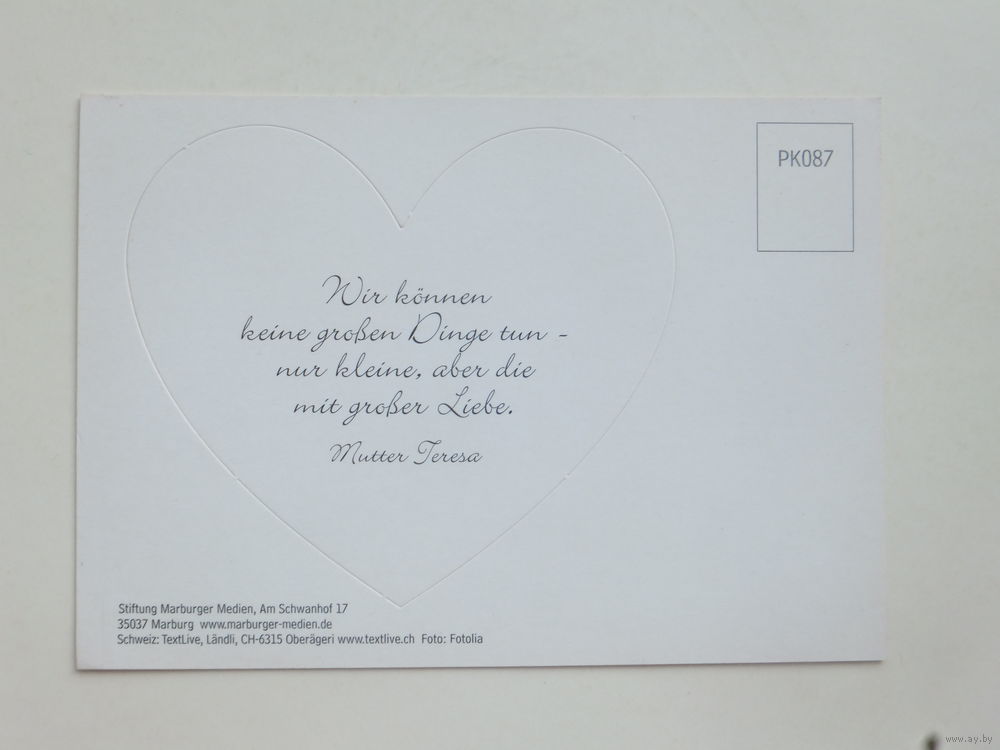 PK087
Wir können
keine großen Dinge tun -
nur kleine, aber die
mit großer Liebe.
Mutter Teresa
Stiftung Marburger Medien, Am Schwanhof 17
35037 Marburg www.marburger-medien.de
Schweiz: TextLive, Ländli, CH-6315 Oberägeri www.textlive.ch Foto: Fotolia
www.ay.by